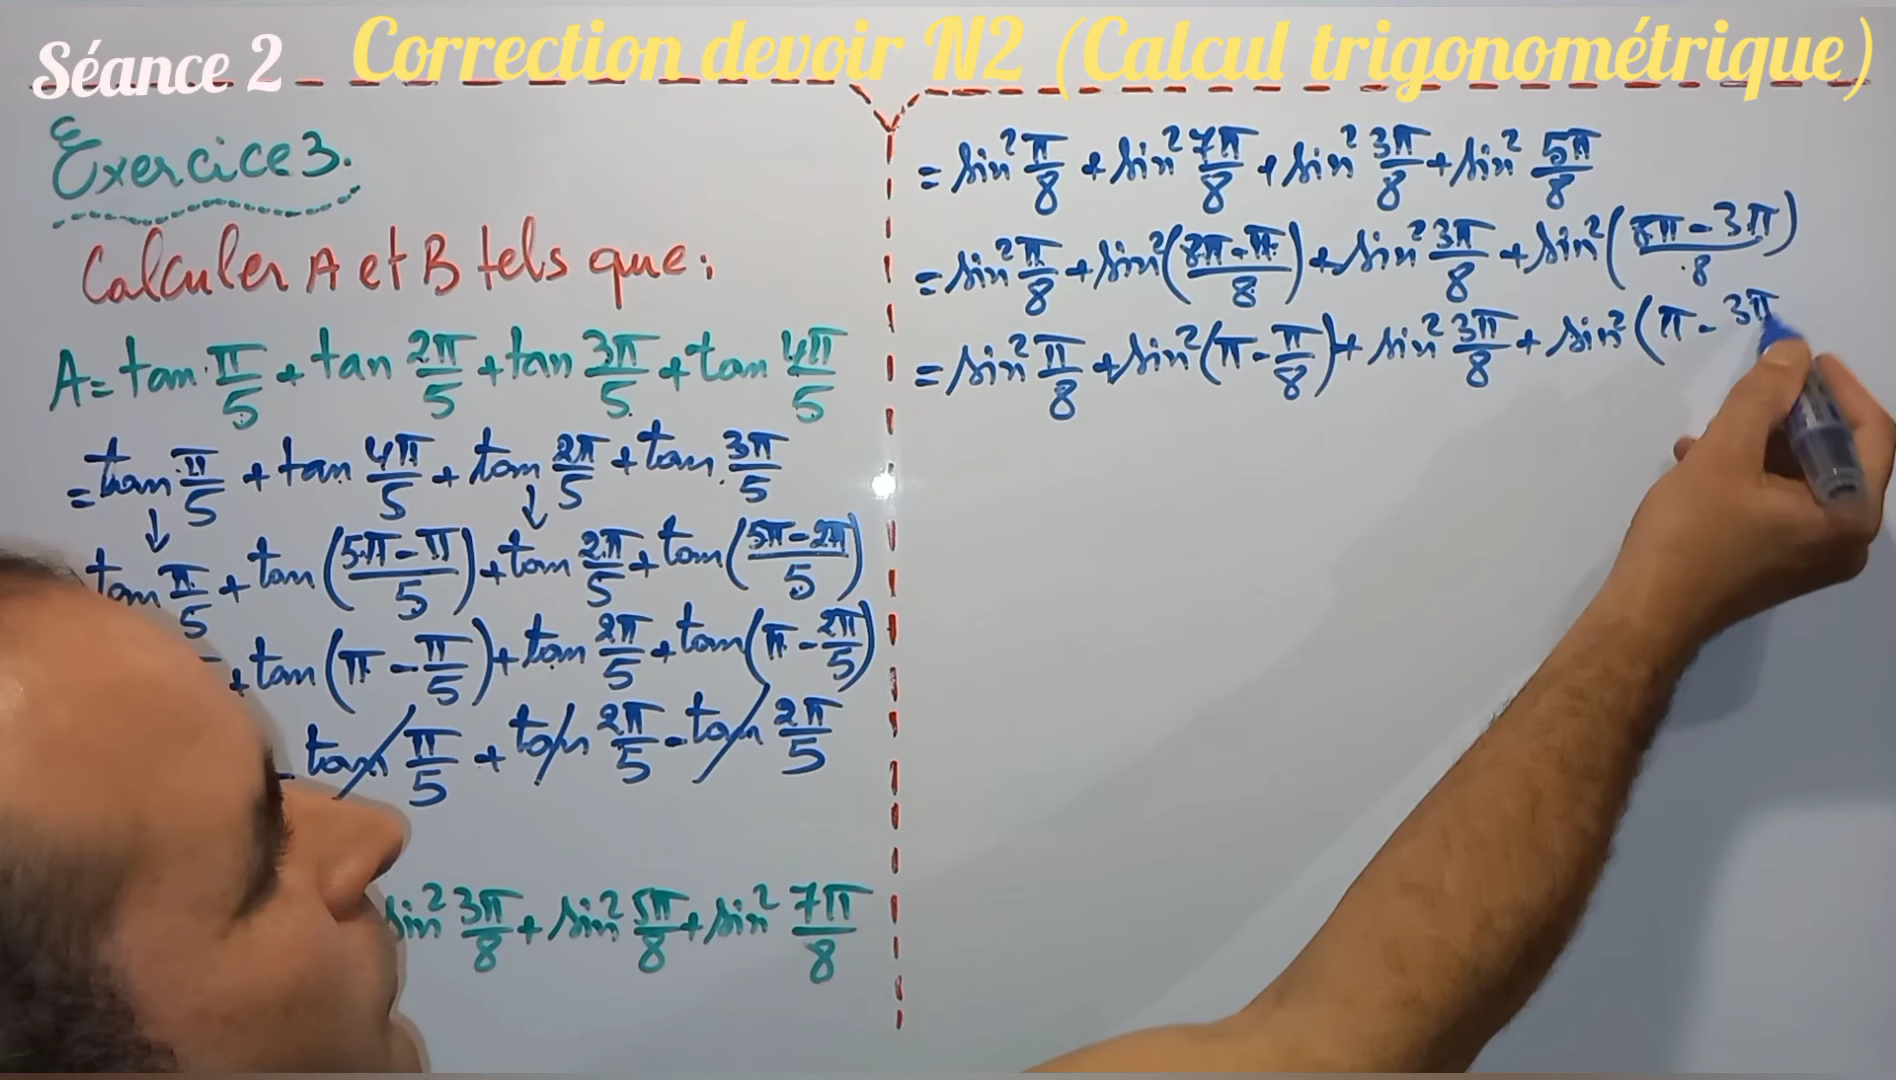 Séance 2
Correction devoir N2 (Calcul trigonométrique)
Exercice 3.
Calculer A et B tels que:
A = tan π/5 + tan 2π/5 + tan 3π/5 + tan 4π/5
= tan π/5 + tan 4π/5 + tan 2π/5 + tan 3π/5
tan π/5 + tan (5π-π/5) + tan 2π/5 + tan (5π-2π/5)
+ tan (π - π/5) + tan 2π/5 + tan (π - 2π/5)
- tan π/5 + tan 2π/5 - tan 2π/5
sin² 3π/8 + sin² 5π/8 + sin² 7π/8
= sin² π/8 + sin² 7π/8 + sin² 3π/8 + sin² 5π/8
= sin² π/8 + sin² (8π-π/8) + sin² 3π/8 + sin² (8π-3π/8)
= sin² π/8 + sin² (π - π/8) + sin² 3π/8 + sin² (π - 3π